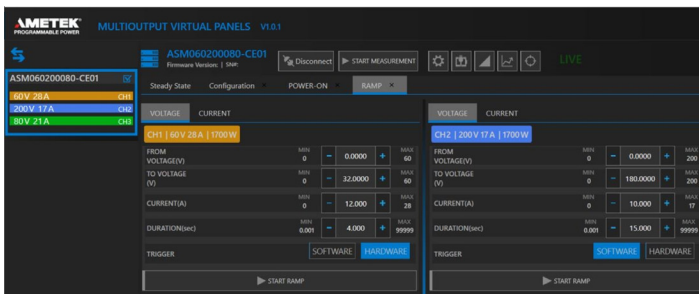 AMETEK®
PROGRAMMABLE POWER
MULTIOUTPUT VIRTUAL PANELS V1.0.1
ASM060200080-CE01
60V 28A CH1
200V 17A CH2
80V 21A CH3
ASM060200080-CE01
Firmware Version: | SN#:
Disconnect
START MEASUREMENT
LIVE
Steady State Configuration × POWER-ON × RAMP ×
VOLTAGE CURRENT
CH1 | 60V 28A | 1700W
FROM VOLTAGE(V) MIN 0 - 0.0000 + MAX 60
TO VOLTAGE (V) MIN 0 - 32.0000 + MAX 60
CURRENT(A) MIN 0 - 12.000 + MAX 28
DURATION(sec) MIN 0.001 - 4.000 + MAX 99999
TRIGGER SOFTWARE HARDWARE
START RAMP
VOLTAGE CURRENT
CH2 | 200V 17A | 1700W
FROM VOLTAGE(V) MIN 0 - 0.0000 + MAX 200
TO VOLTAGE (V) MIN 0 - 180.0000 + MAX 200
CURRENT(A) MIN 0 - 10.000 + MAX 17
DURATION(sec) MIN 0.001 - 15.000 + MAX 99999
TRIGGER SOFTWARE HARDWARE
START RAMP